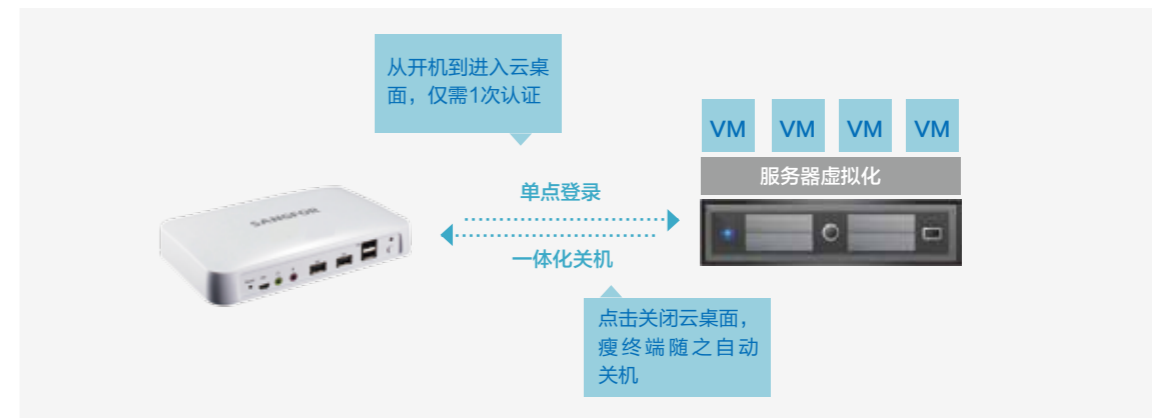 从开机到进入云桌
面，仅需1次认证
VM VM VM VM
服务器虚拟化
单点登录
SANGFOR
一体化关机
点击关闭云桌面，
瘦终端随之自动
关机